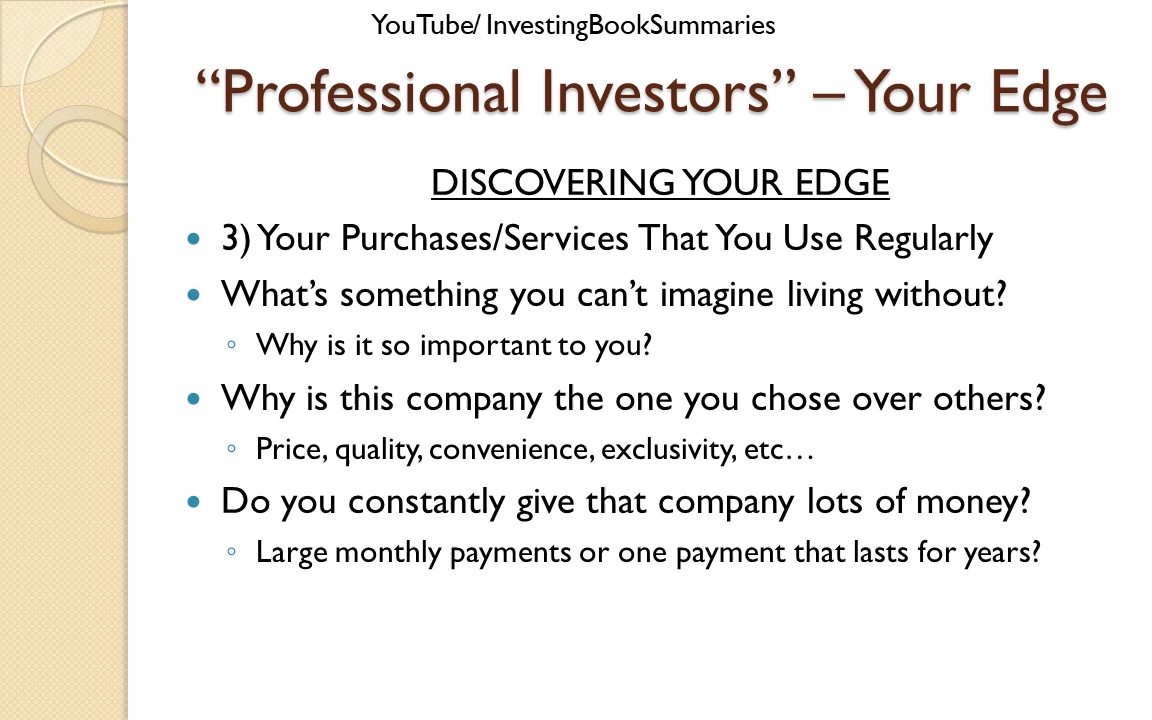 YouTube/ InvestingBookSummaries
“Professional Investors” – Your Edge
DISCOVERING YOUR EDGE
• 3) Your Purchases/Services That You Use Regularly
• What’s something you can’t imagine living without?
◦ Why is it so important to you?
• Why is this company the one you chose over others?
◦ Price, quality, convenience, exclusivity, etc…
• Do you constantly give that company lots of money?
◦ Large monthly payments or one payment that lasts for years?